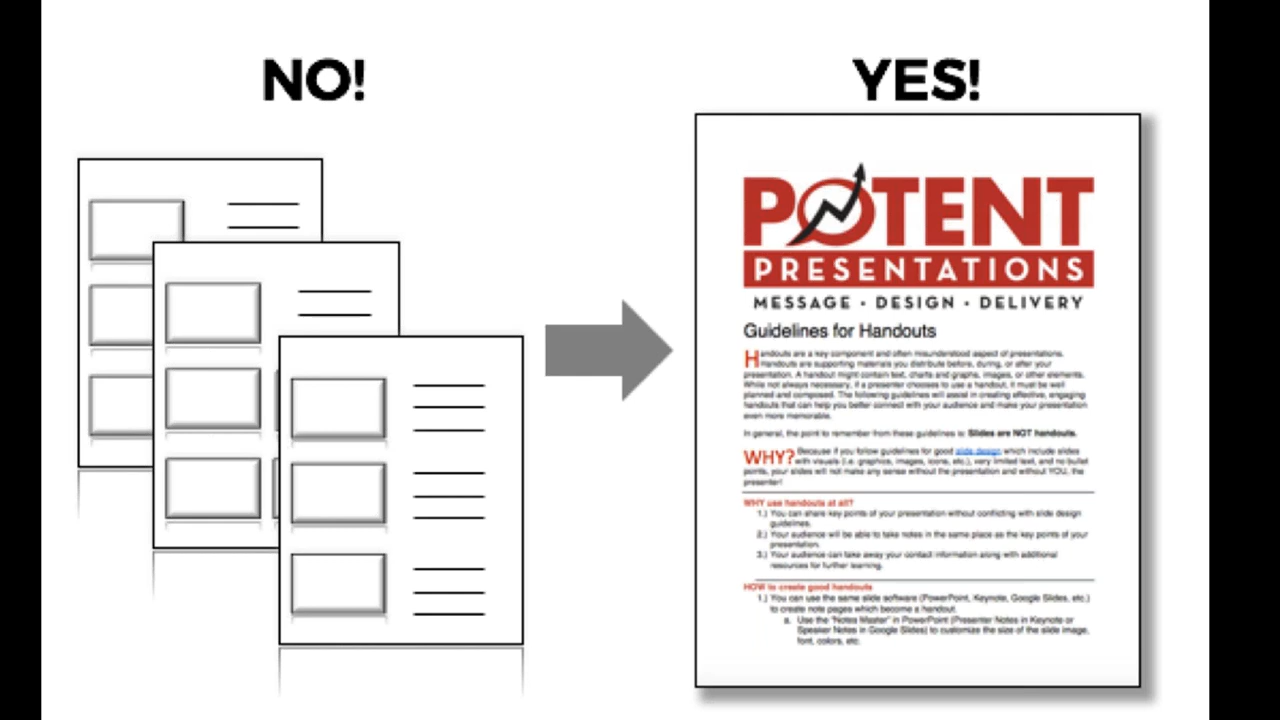 NO!
YES!
POTENT
PRESENTATIONS
MESSAGE • DESIGN • DELIVERY
Guidelines for Handouts
Handouts are a key component and often misunderstood aspect of presentations.
Handouts are supporting materials you distribute before, during, or after your
presentation. A handout might contain text, charts and graphs, images, or other elements.
While not always necessary, if a presenter chooses to use a handout, it must be well
planned and composed. The following guidelines will assist in creating effective, engaging
handouts that can help you better connect with your audience and make your presentation
even more memorable.
In general, the point to remember from these guidelines is: Slides are NOT handouts.
WHY? Because if you follow guidelines for good slide design which include slides
with visuals (i.e. graphics, images, icons, etc.), very limited text, and no bullet
points, your slides will not make any sense without the presentation and without YOU, the
presenter!
WHY use handouts at all?
1.) You can share key points of your presentation without conflicting with slide design
guidelines.
2.) Your audience will be able to take notes in the same place as the key points of your
presentation.
3.) Your audience can take away your contact information along with additional
resources for further learning.
HOW to create good handouts
1.) You can use the same slide software (PowerPoint, Keynote, Google Slides, etc.)
to create note pages which become a handout.
a. Use the "Notes Master" in PowerPoint (Presenter Notes in Keynote or
Speaker Notes in Google Slides) to customize the size of the slide image,
font, colors, etc.